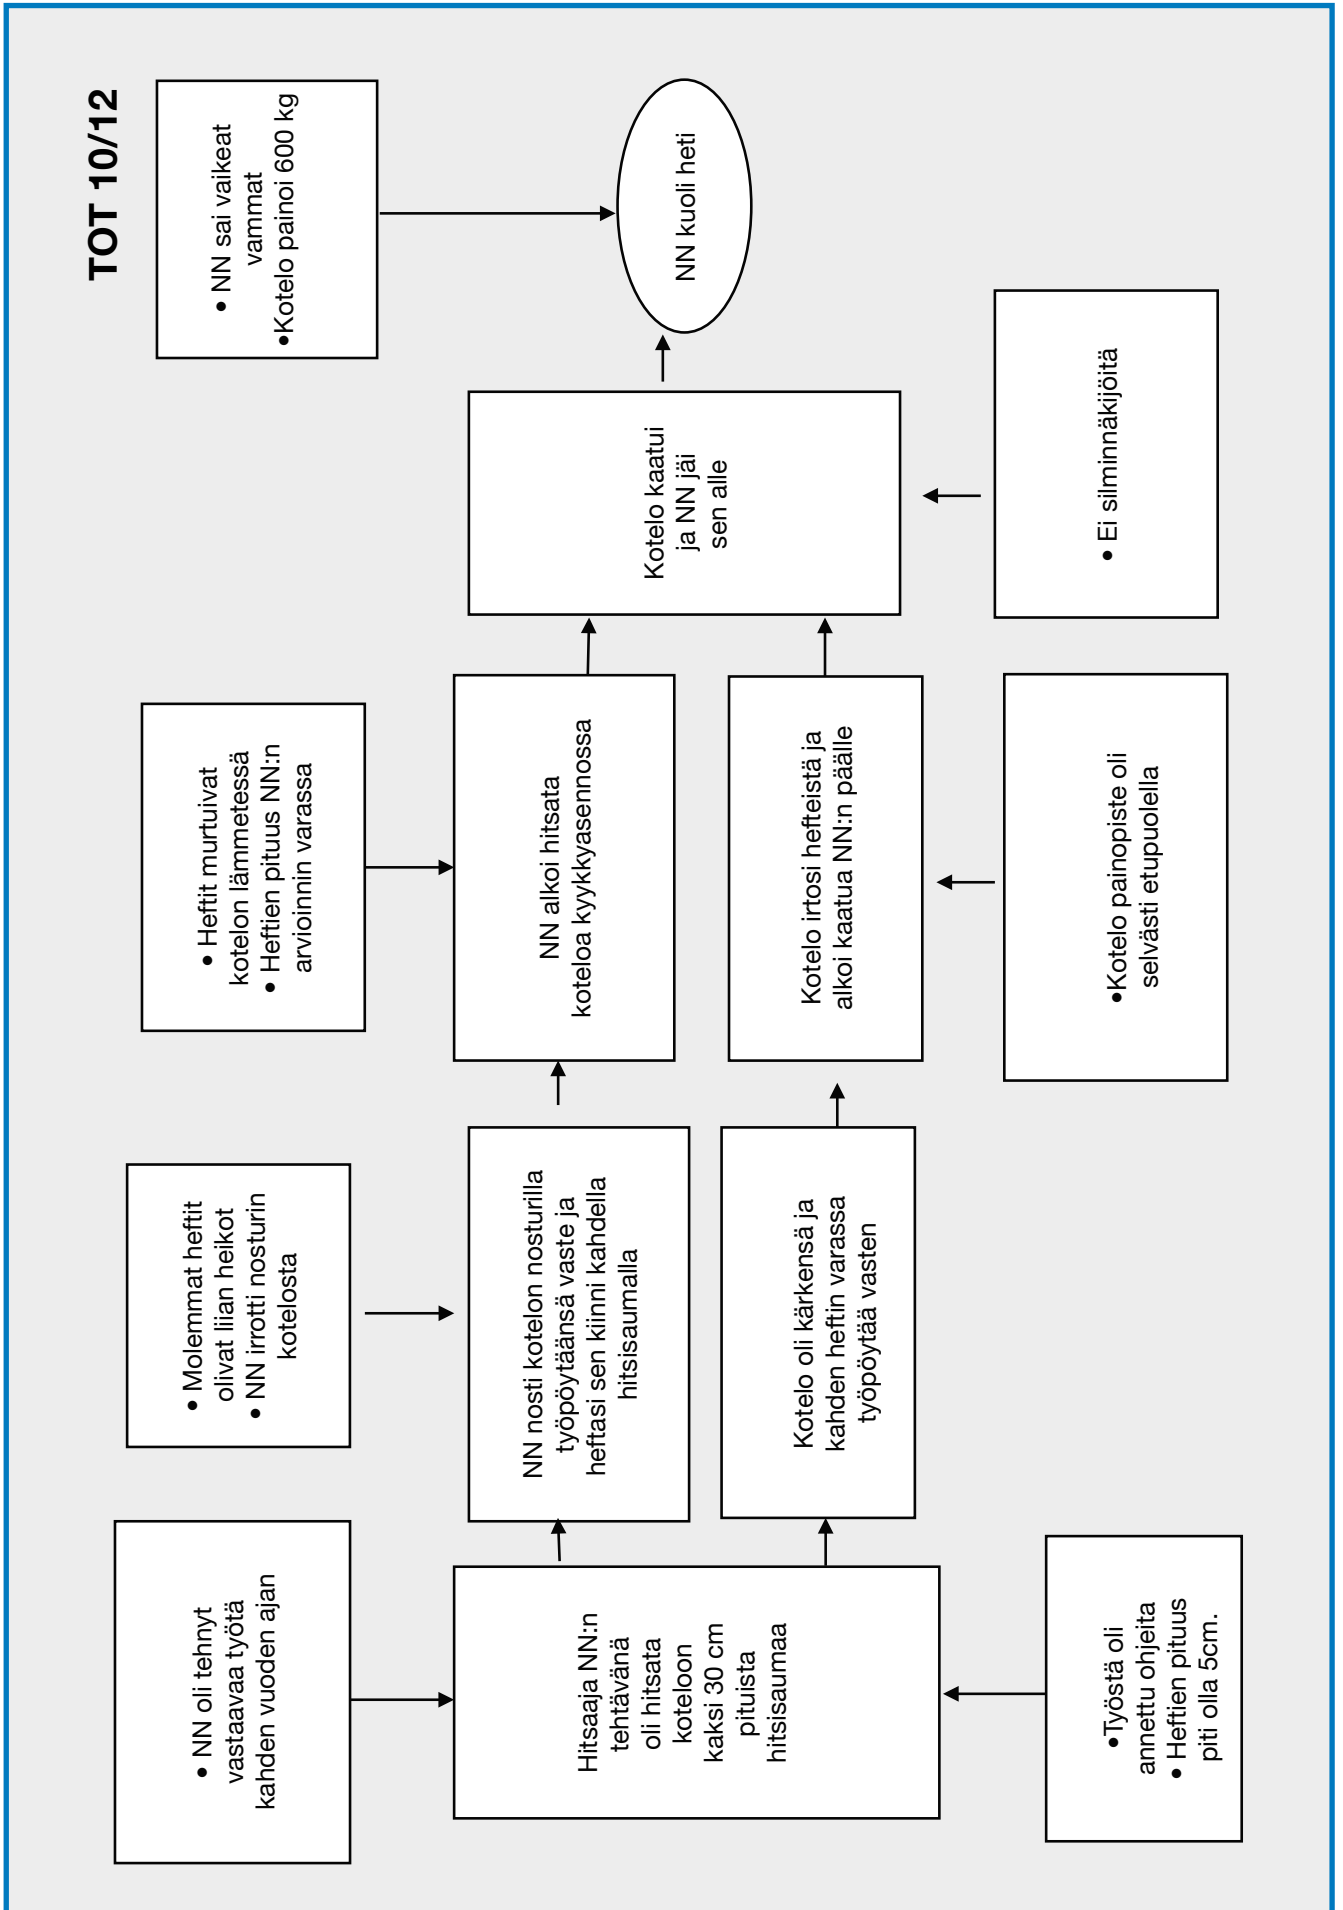 TOT 10/12
• NN oli tehnyt
vastaavaa työtä
kahden vuoden ajan
• Molemmat heftit
olivat liian heikot
• NN irrotti nosturin
kotelosta
• Heftit murtuivat
kotelon lämmetessä
• Heftien pituus NN:n
arvioinnin varassa
• NN sai vaikeat
vammat
•Kotelo painoi 600 kg
Hitsaaja NN:n
tehtävänä
oli hitsata
koteloon
kaksi 30 cm
pituista
hitsisaumaa
NN nosti kotelon nosturilla
työpöytäänsä vaste ja
heftasi sen kiinni kahdella
hitsisaumalla
NN alkoi hitsata
koteloa kyykkyasennossa
Kotelo kaatui
ja NN jäi
sen alle
NN kuoli heti
Kotelo oli kärkensä ja
kahden heftin varassa
työpöytää vasten
Kotelo irtosi hefteistä ja
alkoi kaatua NN:n päälle
•Työstä oli
annettu ohjeita
• Heftien pituus
piti olla 5cm.
•Kotelo painopiste oli
selvästi etupuolella
• Ei silminnäkijöitä